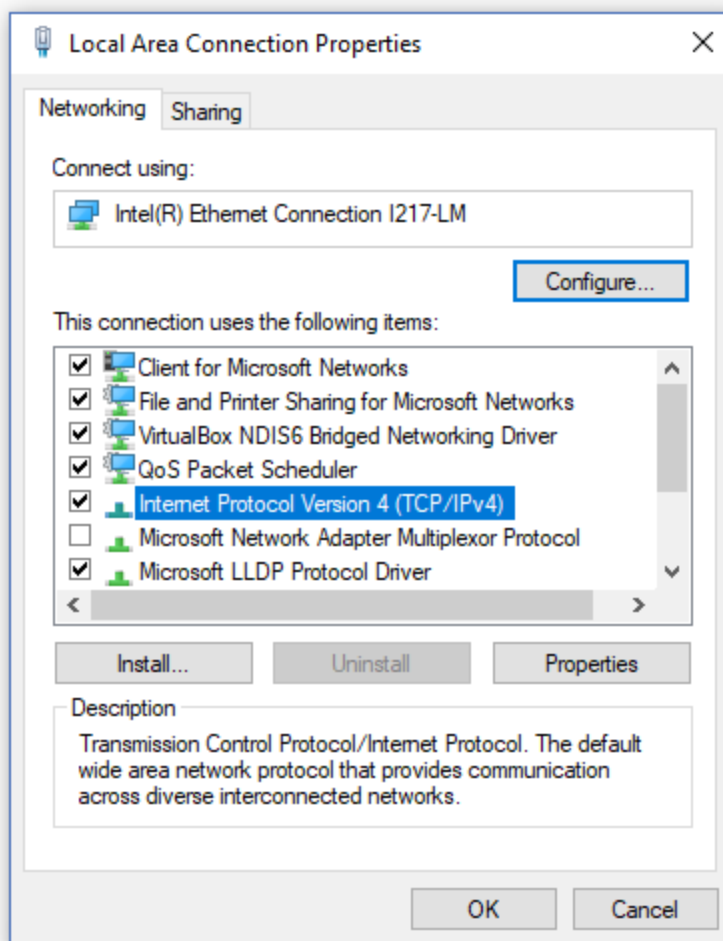 Local Area Connection Properties
Networking
Sharing
Connect using:
Intel(R) Ethernet Connection I217-LM
Configure...
This connection uses the following items:
Client for Microsoft Networks
File and Printer Sharing for Microsoft Networks
VirtualBox NDIS6 Bridged Networking Driver
QoS Packet Scheduler
Internet Protocol Version 4 (TCP/IPv4)
Microsoft Network Adapter Multiplexor Protocol
Microsoft LLDP Protocol Driver
Install...
Uninstall
Properties
Description
Transmission Control Protocol/Internet Protocol. The default
wide area network protocol that provides communication
across diverse interconnected networks.
OK
Cancel